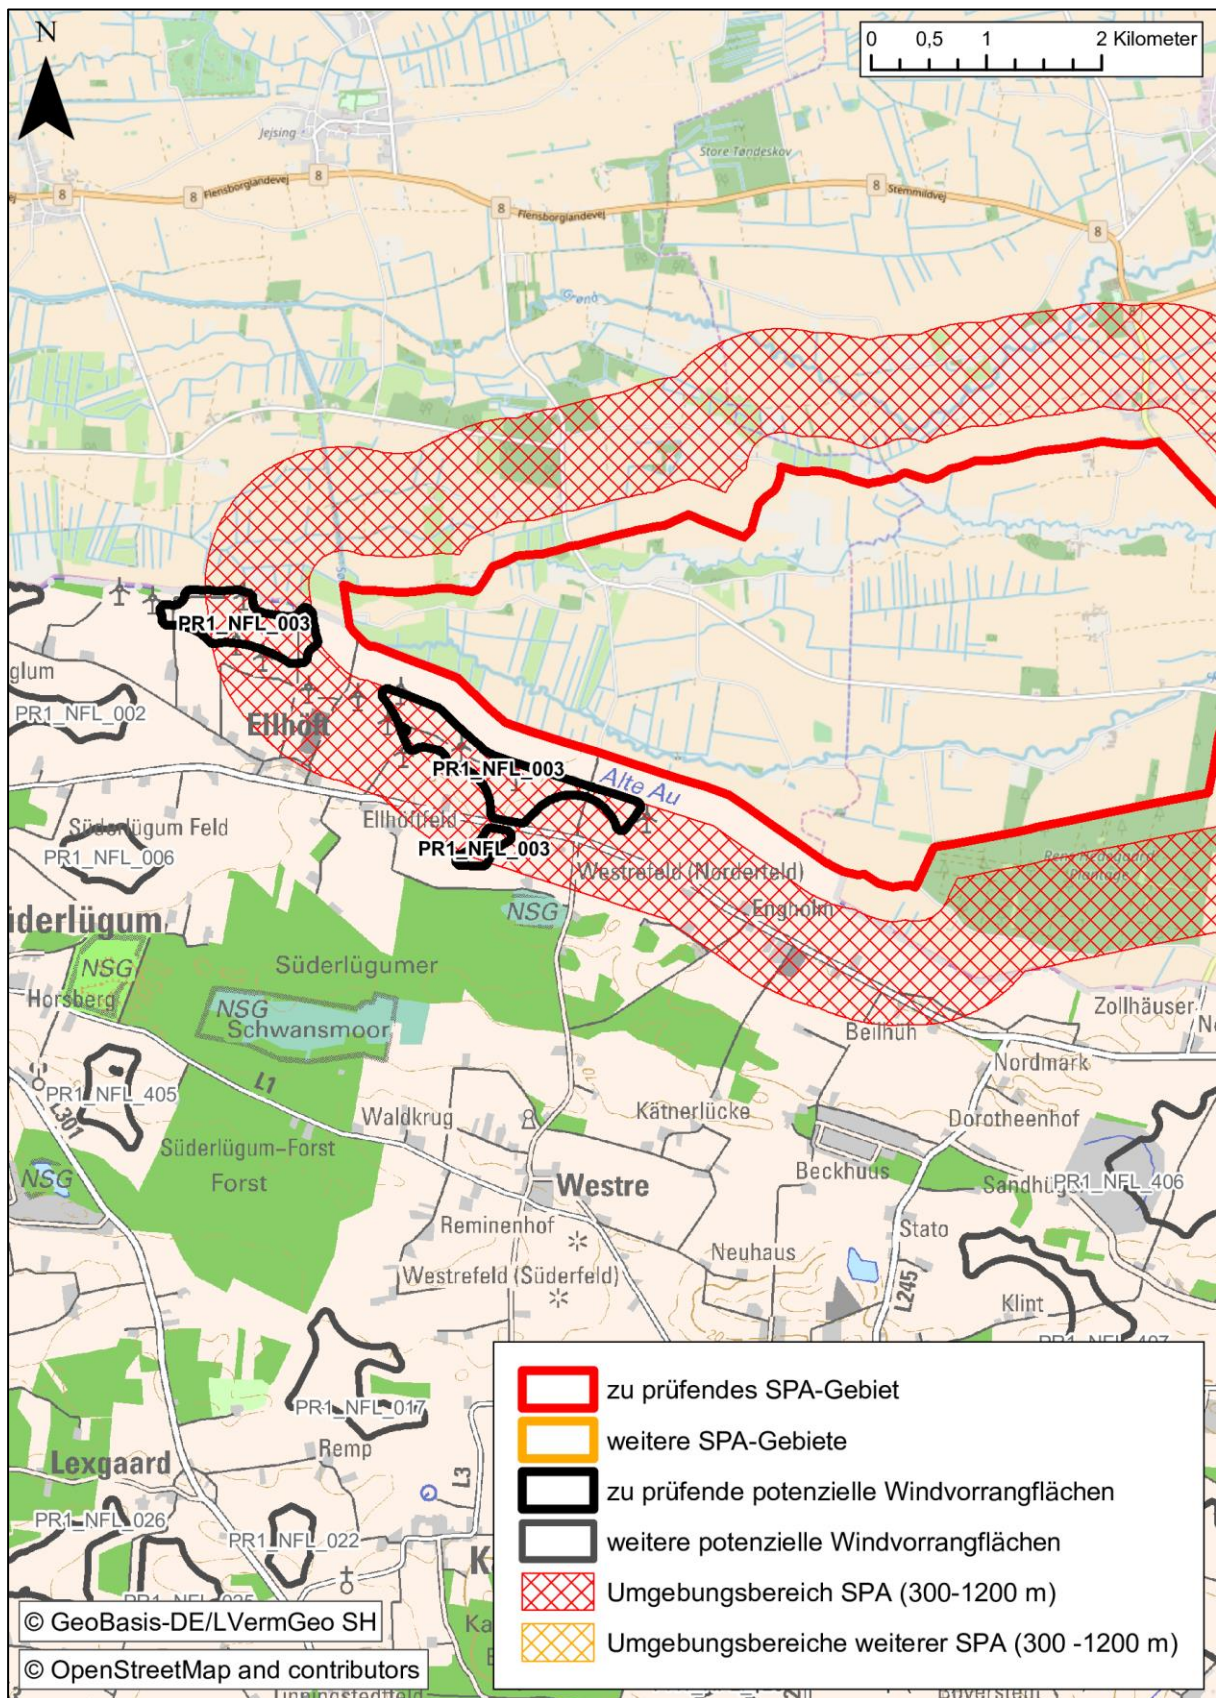 N
0 0,5 1 2 Kilometer
Jejsing
Store Tøndeskov
8
8
8
Flensborglandevj
8
Flensborglandevej
8
Stemmildvej
8
Grønå
PR1_NFL_003
glum
PR1_NFL_002
Ellhöft
PR1_NFL_003
Alte Au
Süderlügum Feld
Ellhöftfeld
PR1_NFL_006
PR1_NFL_003
Westrefeld (Norderfeld)
Plantage
Engholm
NSG
üderlügum
NSG
Süderlügumer
Horsberg
NSG
Schwansmoor
Zollhäuser
Nordmark
PR1_NFL_405
L1
L301
Waldkrug
Kätnerlücke
Dorotheenhof
Süderlügum-Forst
Forst
NSG
Beckhuus
Westre
PR1_NFL_406
Reminenhof
Stato
Neuhaus
Westrefeld (Süderfeld)
L245
Klint
PR1_NFL_407
PR1_NFL_017
Remp
Lexgaard
L3
PR1_NFL_026
PR1_NFL_022
zu prüfendes SPA-Gebiet
weitere SPA-Gebiete
zu prüfende potenzielle Windvorrangflächen
weitere potenzielle Windvorrangflächen
Umgebungsbereich SPA (300-1200 m)
Umgebungsbereiche weiterer SPA (300 -1200 m)
© GeoBasis-DE/LVermGeo SH
© OpenStreetMap and contributors